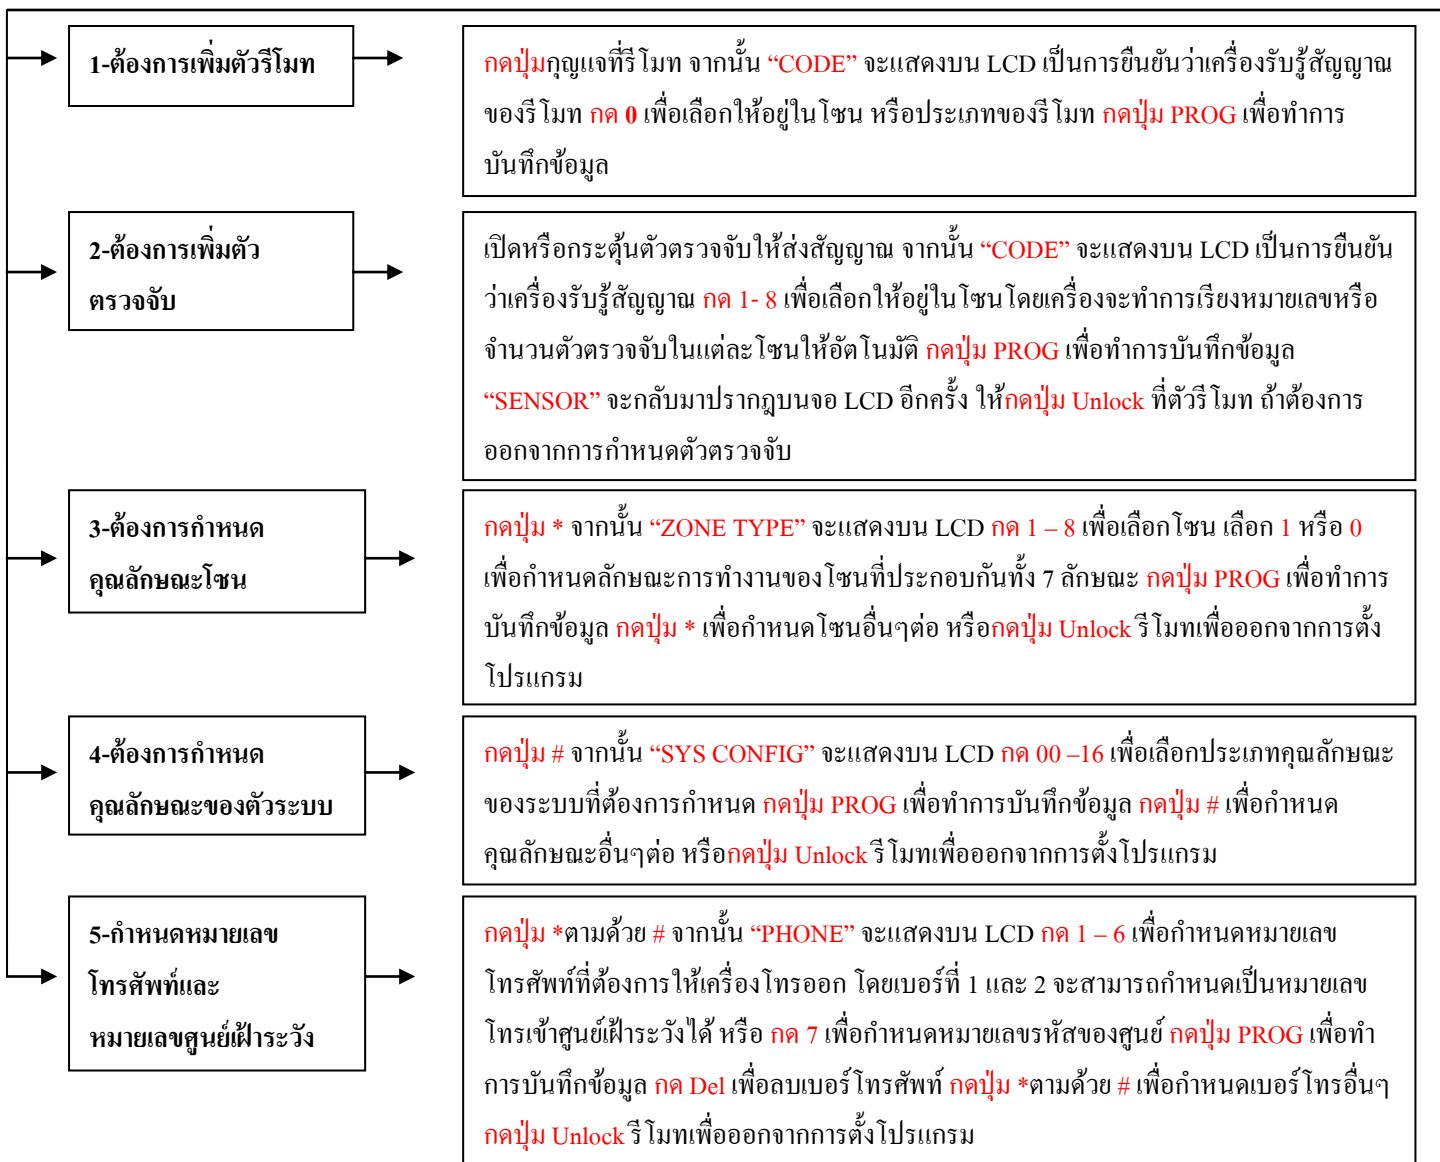 1-ต้องการเพิ่มตัวรีโมท
กดปุ่มกุญแจที่รีโมท จากนั้น “CODE” จะแสดงบน LCD เป็นการยืนยันว่าเครื่องรับรู้สัญญาณ
ของรีโมท กด 0 เพื่อเลือกให้อยู่ในโซน หรือประเภทของรีโมท กดปุ่ม PROG เพื่อทำการ
บันทึกข้อมูล
2-ต้องการเพิ่มตัว
ตรวจจับ
เปิดหรือกระตุ้นตัวตรวจจับให้ส่งสัญญาณ จากนั้น “CODE” จะแสดงบน LCD เป็นการยืนยัน
ว่าเครื่องรับรู้สัญญาณ กด 1- 8 เพื่อเลือกให้อยู่ในโซนโดยเครื่องจะทำการเรียงหมายเลขหรือ
จำนวนตัวตรวจจับในแต่ละโซนให้อัตโนมัติ กดปุ่ม PROG เพื่อทำการบันทึกข้อมูล
“SENSOR” จะกลับมาปรากฎบนจอ LCD อีกครั้ง ให้กดปุ่ม Unlock ที่ตัวรีโมท ถ้าต้องการ
ออกจากการกำหนดตัวตรวจจับ
3-ต้องการกำหนด
คุณลักษณะโซน
กดปุ่ม * จากนั้น “ZONE TYPE” จะแสดงบน LCD กด 1 – 8 เพื่อเลือกโซน เลือก 1 หรือ 0
เพื่อกำหนดลักษณะการทำงานของโซนที่ประกอบกันทั้ง 7 ลักษณะ กดปุ่ม PROG เพื่อทำการ
บันทึกข้อมูล กดปุ่ม * เพื่อกำหนดโซนอื่นๆต่อ หรือกดปุ่ม Unlock รีโมทเพื่อออกจากการตั้ง
โปรแกรม
4-ต้องการกำหนด
คุณลักษณะของตัวระบบ
กดปุ่ม # จากนั้น “SYS CONFIG” จะแสดงบน LCD กด 00 –16 เพื่อเลือกประเภทคุณลักษณะ
ของระบบที่ต้องการกำหนด กดปุ่ม PROG เพื่อทำการบันทึกข้อมูล กดปุ่ม # เพื่อกำหนด
คุณลักษณะอื่นๆต่อ หรือกดปุ่ม Unlock รีโมทเพื่อออกจากการตั้งโปรแกรม
5-กำหนดหมายเลข
โทรศัพท์และ
หมายเลขศูนย์เฝ้าระวัง
กดปุ่ม *ตามด้วย # จากนั้น “PHONE” จะแสดงบน LCD กด 1 – 6 เพื่อกำหนดหมายเลข
โทรศัพท์ที่ต้องการให้เครื่องโทรออก โดยเบอร์ที่ 1 และ 2 จะสามารถกำหนดเป็นหมายเลข
โทรเข้าศูนย์เฝ้าระวังได้ หรือ กด 7 เพื่อกำหนดหมายเลขรหัสของศูนย์ กดปุ่ม PROG เพื่อทำ
การบันทึกข้อมูล กด Del เพื่อลบเบอร์โทรศัพท์ กดปุ่ม *ตามด้วย # เพื่อกำหนดเบอร์โทรอื่นๆ
กดปุ่ม Unlock รีโมทเพื่อออกจากการตั้งโปรแกรม